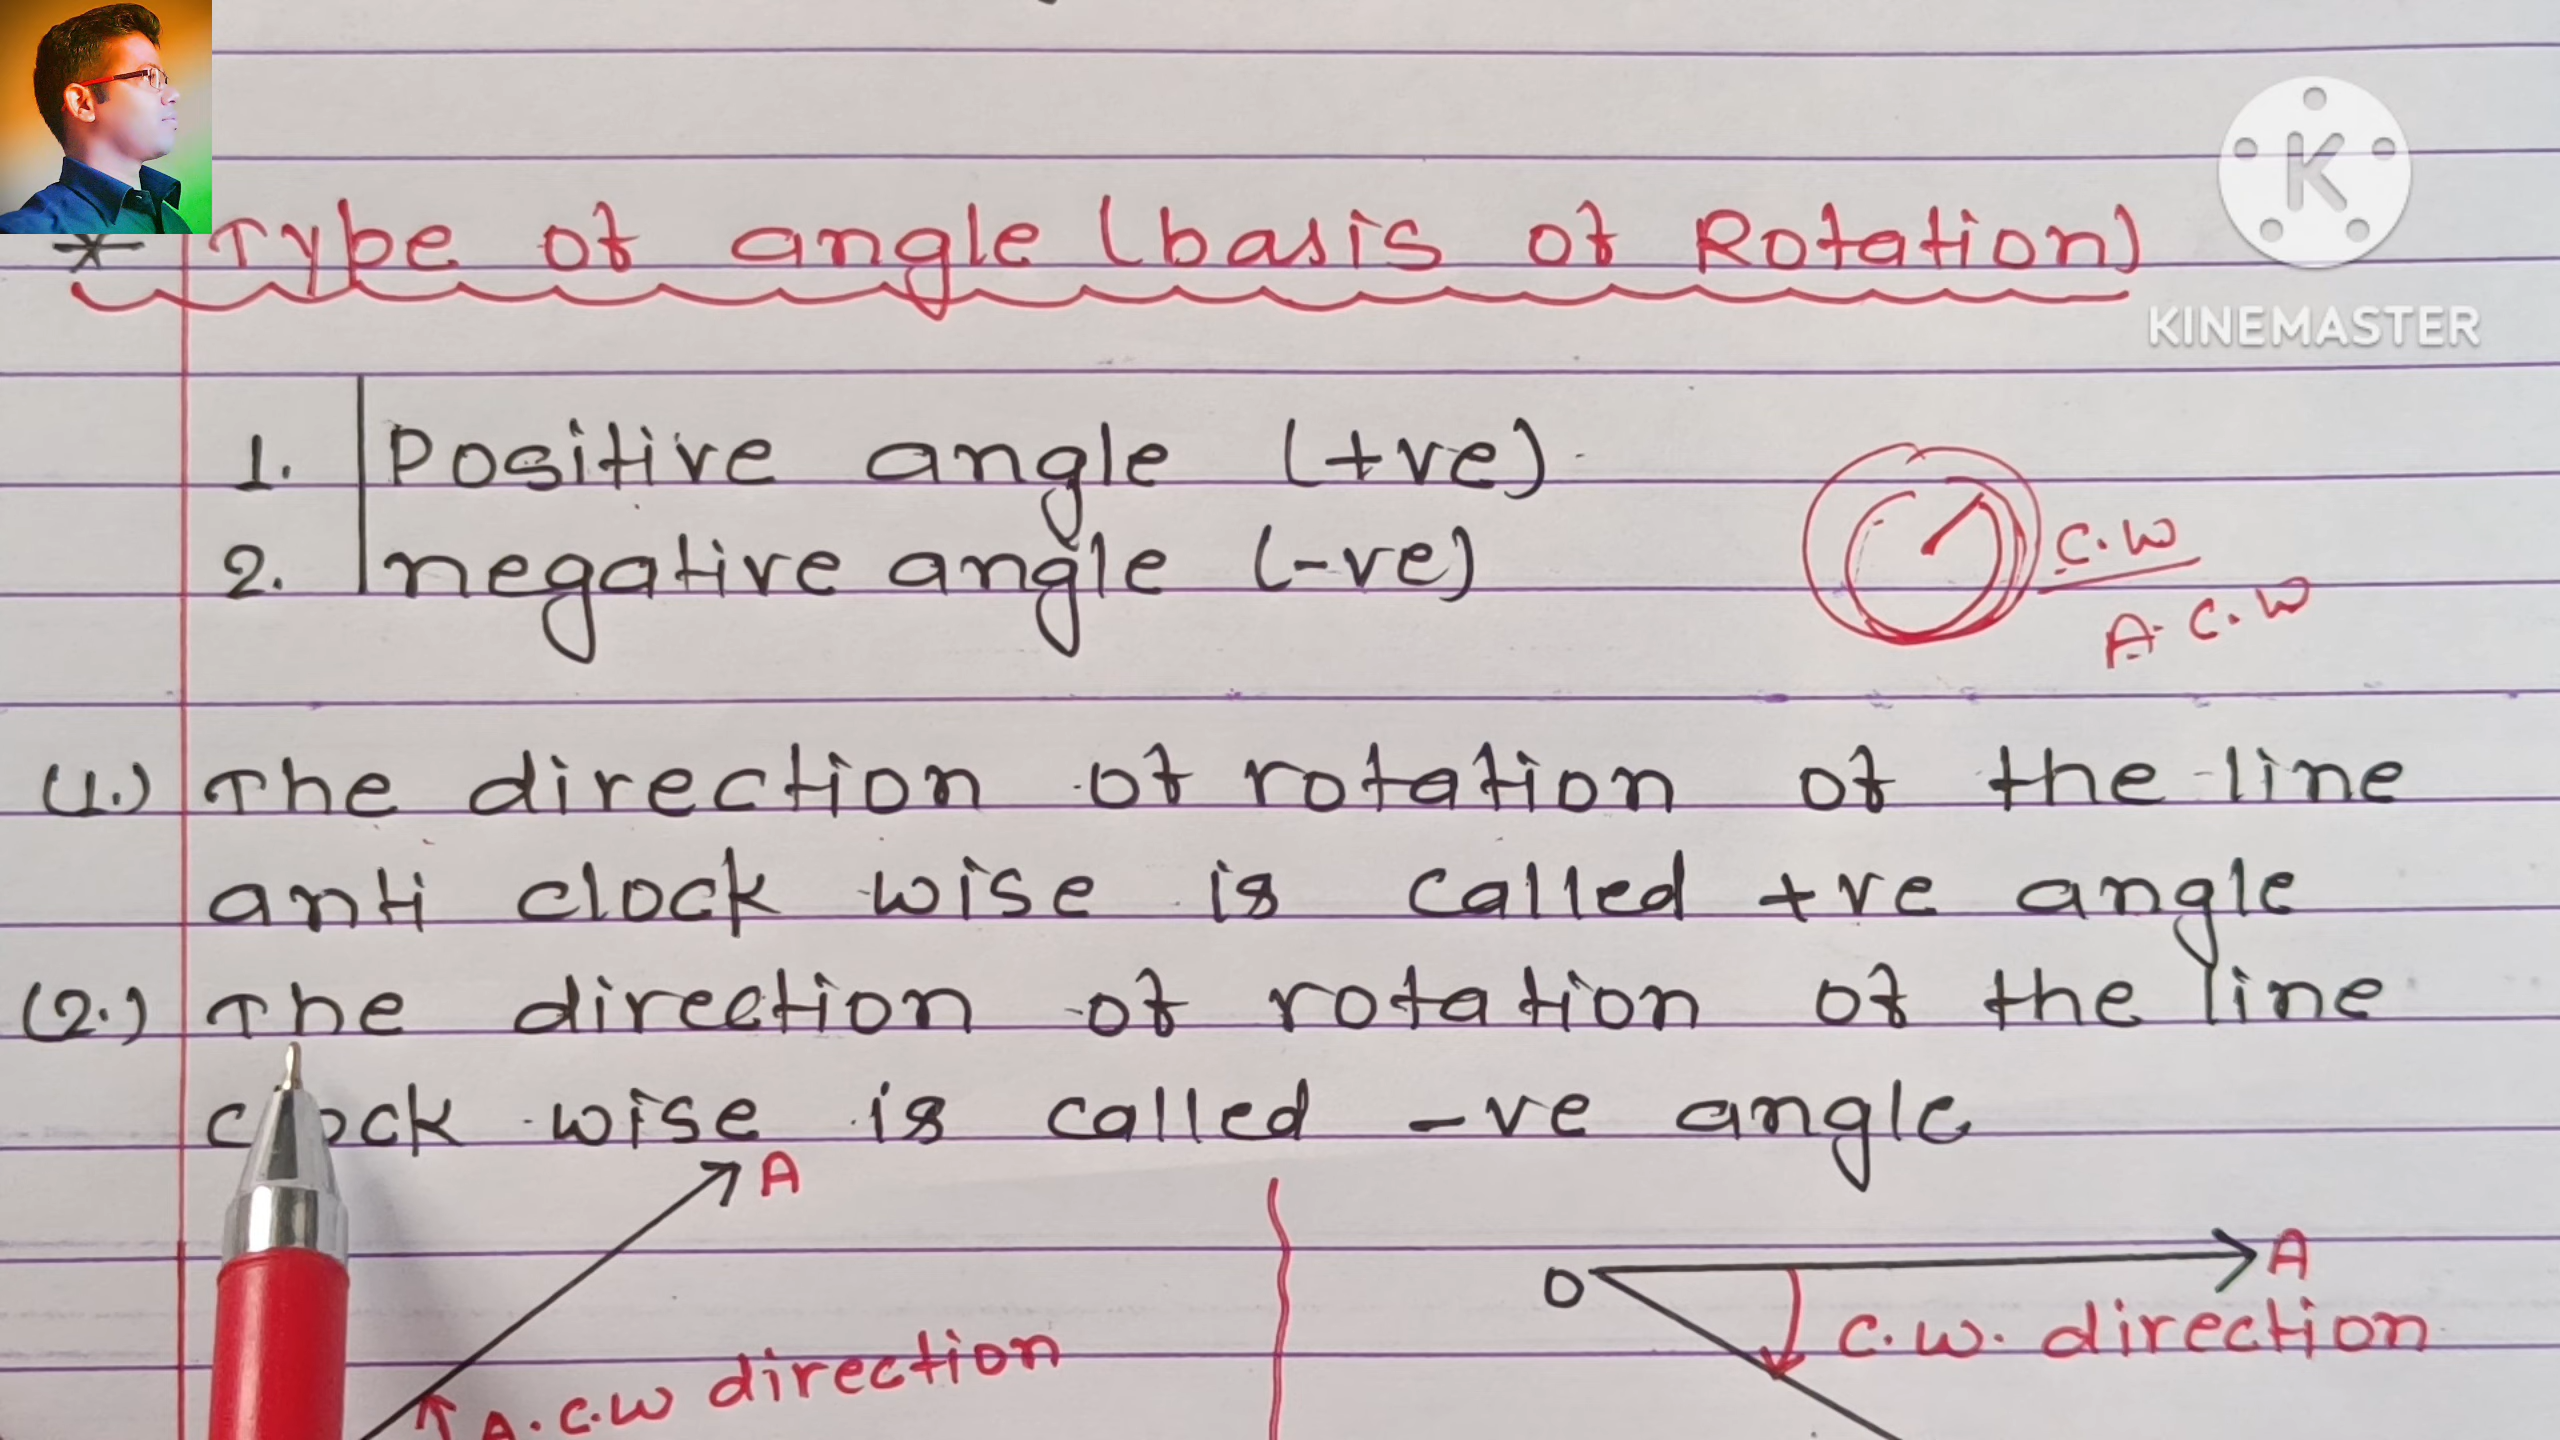 * Type of angle (basis of Rotation)
KINEMASTER
1. Positive angle (+ve)
2. negative angle (-ve)
C.W
A.C.W
(1.) The direction of rotation of the line
anti clock wise is called +ve angle
(2.) The direction of rotation of the line
clock wise is called -ve angle
A
O
A
C.W. direction
A.C.W direction